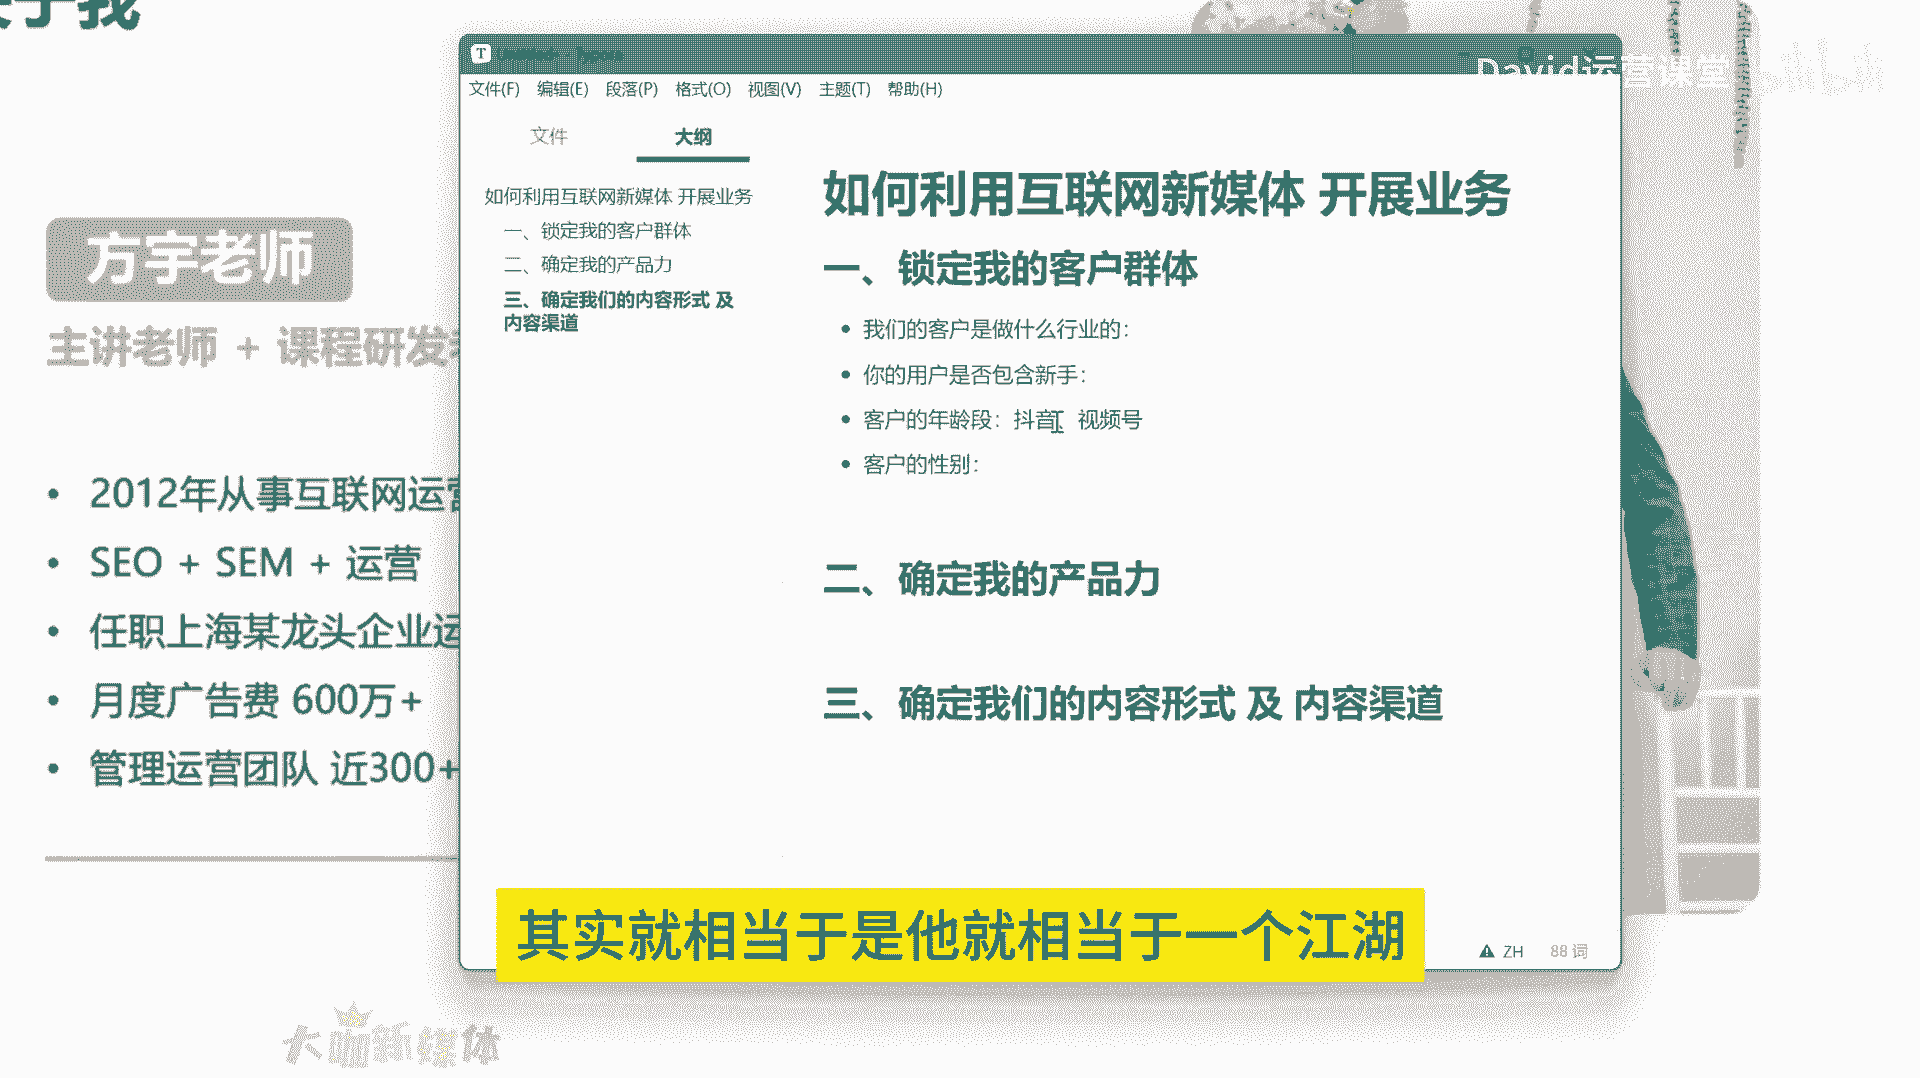 于我
方宇老师
主讲老师 + 课程研发
2012年从事互联网运营
SEO + SEM + 运营
任职上海某龙头企业运
月度广告费 600万+
管理运营团队 近300+
大咖新媒体
David运营课堂
文件(F) 编辑(E) 段落(P) 格式(O) 视图(V) 主题(T) 帮助(H)
文件 大纲
如何利用互联网新媒体 开展业务
一、锁定我的客户群体
二、确定我的产品力
三、确定我们的内容形式 及
内容渠道
如何利用互联网新媒体 开展业务
一、锁定我的客户群体
我们的客户是做什么行业的：
你的用户是否包含新手：
客户的年龄段：抖音 视频号
客户的性别：
二、确定我的产品力
三、确定我们的内容形式 及 内容渠道
ZH 88 词
其实就相当于是他就相当于一个江湖